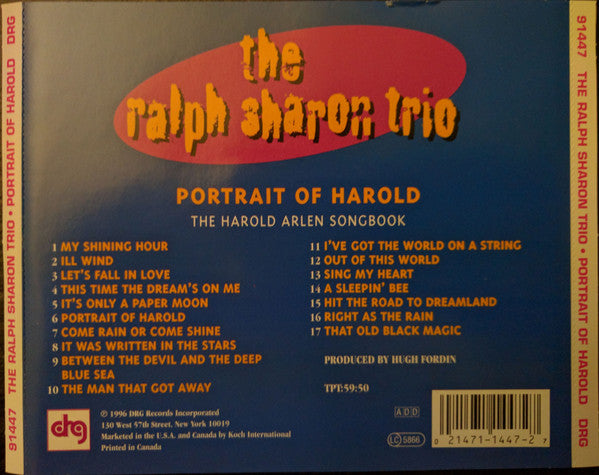 the
ralph sharon trio
PORTRAIT OF HAROLD
THE HAROLD ARLEN SONGBOOK
1 MY SHINING HOUR
2 ILL WIND
3 LET'S FALL IN LOVE
4 THIS TIME THE DREAM'S ON ME
5 IT'S ONLY A PAPER MOON
6 PORTRAIT OF HAROLD
7 COME RAIN OR COME SHINE
8 IT WAS WRITTEN IN THE STARS
9 BETWEEN THE DEVIL AND THE DEEP
BLUE SEA
10 THE MAN THAT GOT AWAY
11 I'VE GOT THE WORLD ON A STRING
12 OUT OF THIS WORLD
13 SING MY HEART
14 A SLEEPIN' BEE
15 HIT THE ROAD TO DREAMLAND
16 RIGHT AS THE RAIN
17 THAT OLD BLACK MAGIC
PRODUCED BY HUGH FORDIN
TPT:59:50
drg
℗ 1996 DRG Records Incorporated
130 West 57th Street, New York 10019
Marketed in the U.S.A. and Canada by Koch International
Printed in Canada
ADD
LC 5866
0 21471-1447-2 7
91447 THE RALPH SHARON TRIO • PORTRAIT OF HAROLD DRG
91447 THE RALPH SHARON TRIO • PORTRAIT OF HAROLD DRG